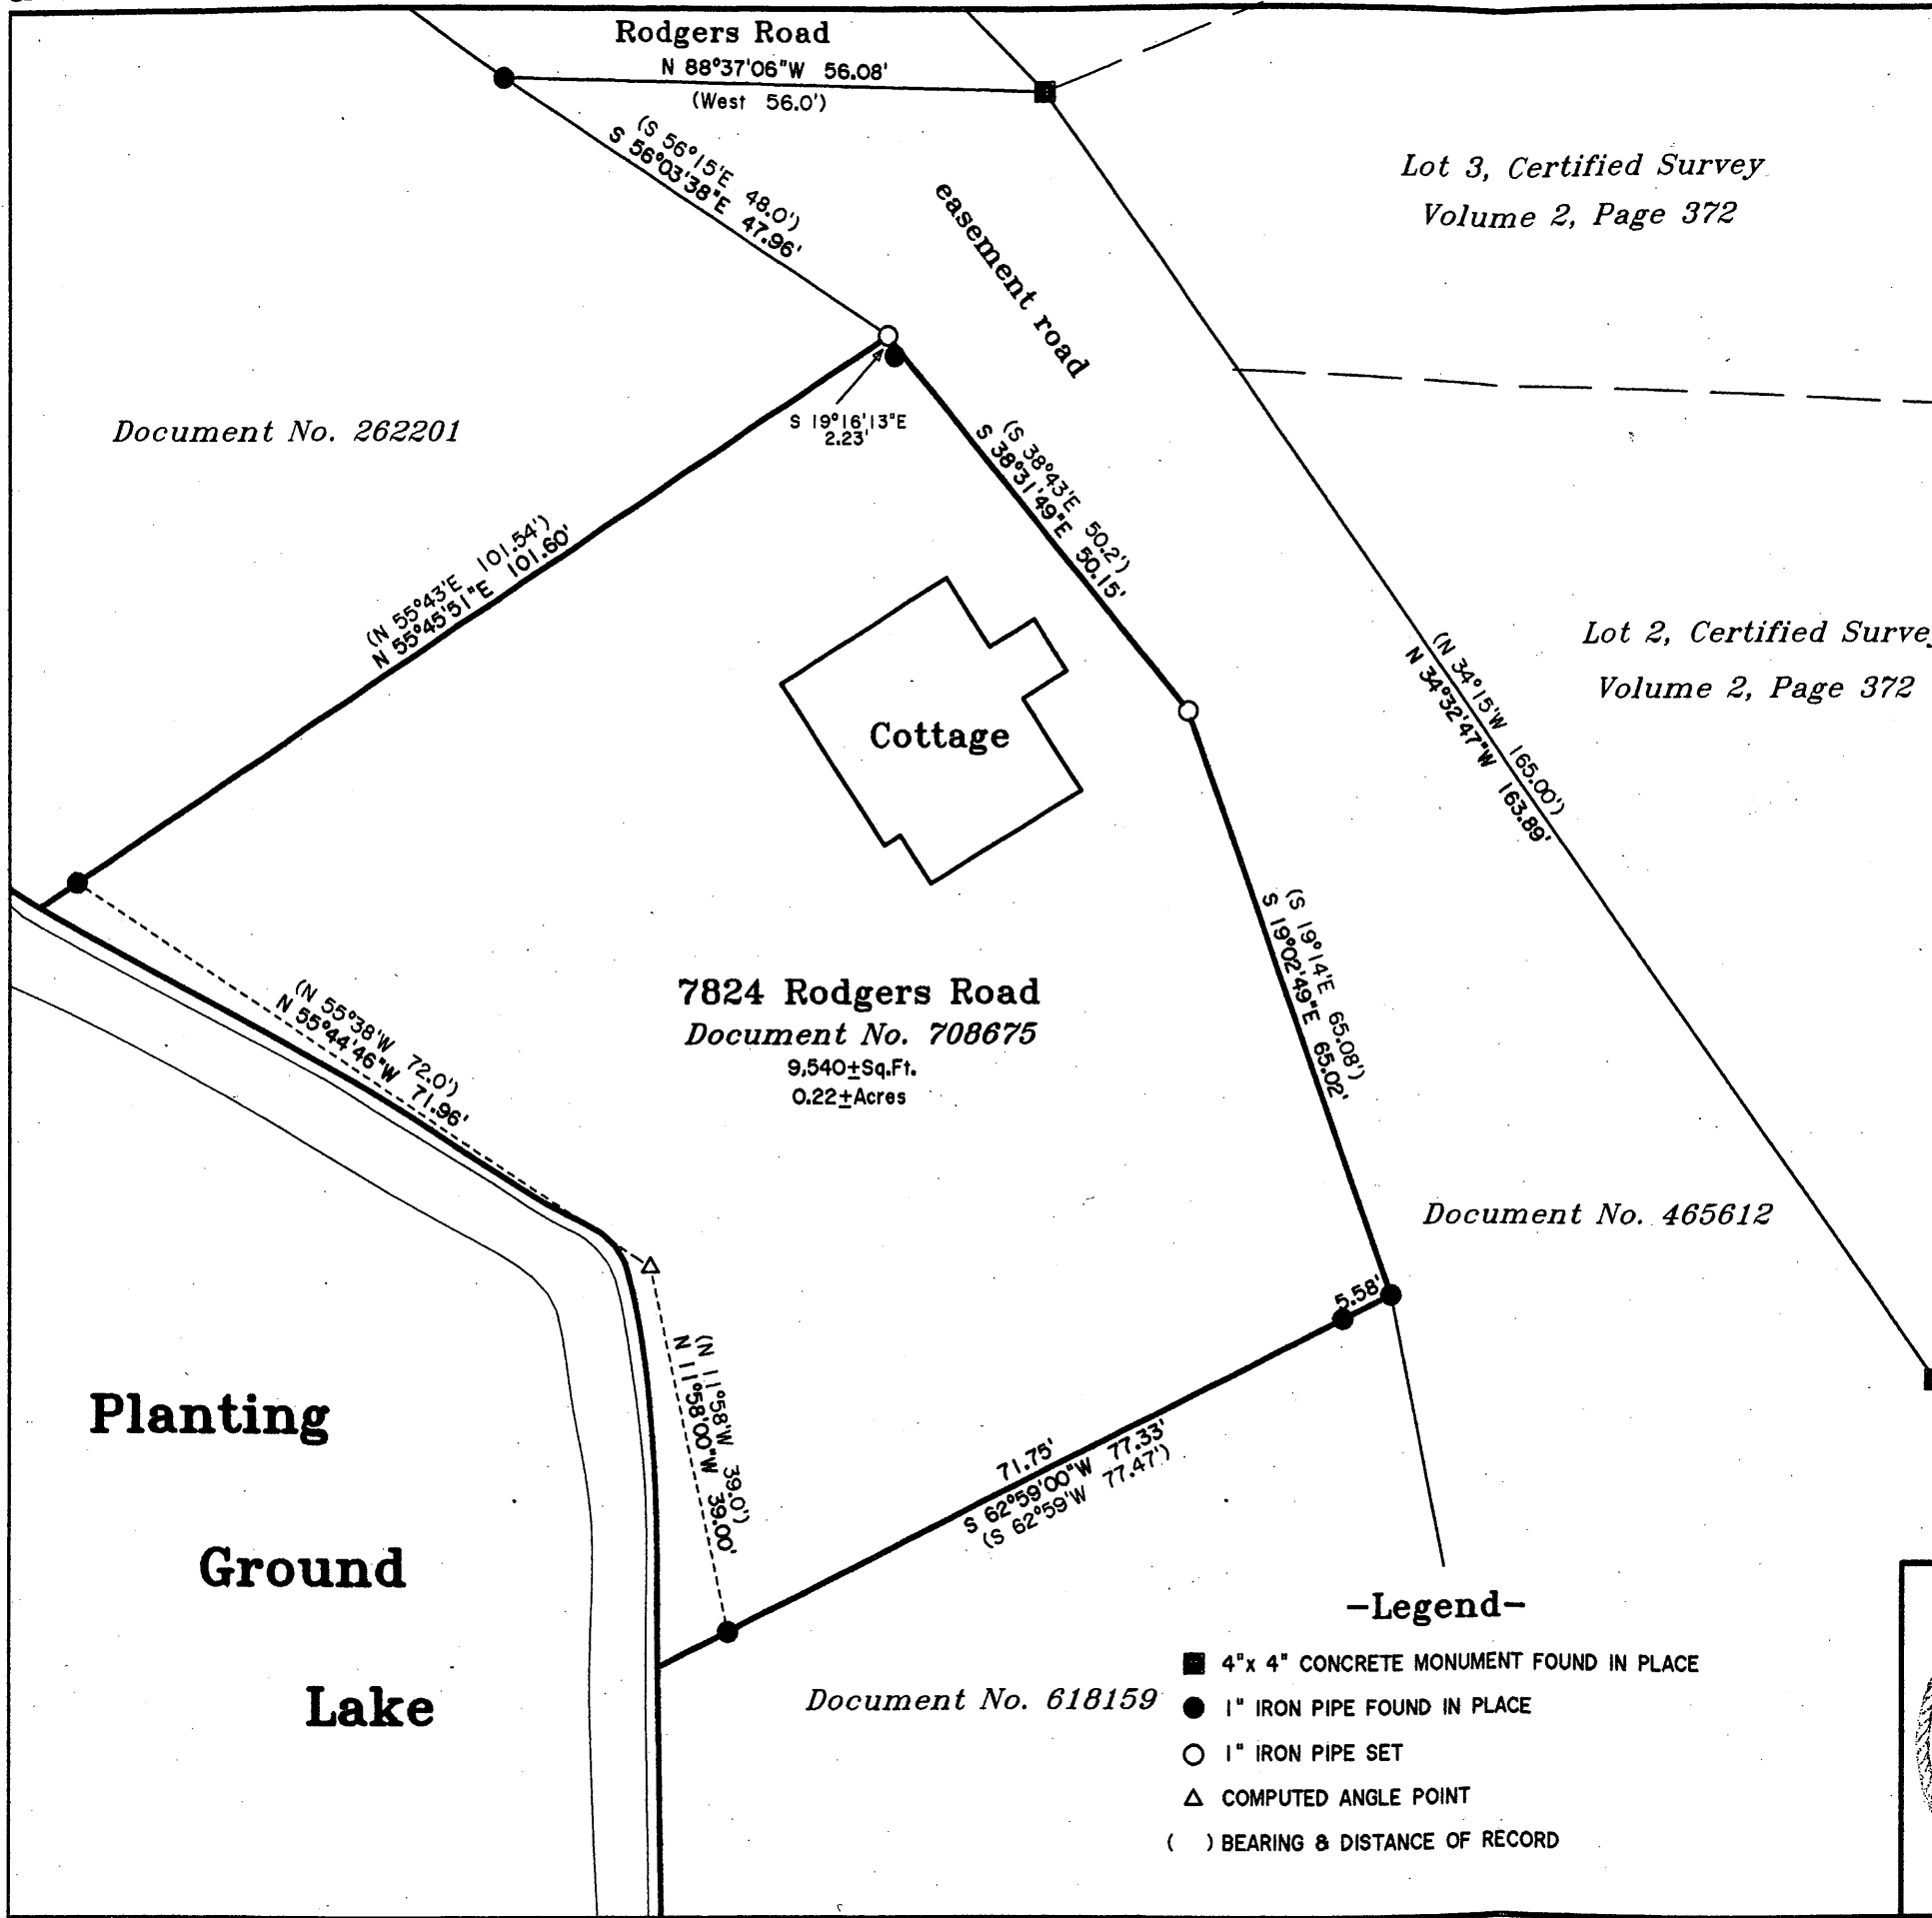 Rodgers Road
N 88°37'06"W 56.08'
(West 56.0')
(S 56°15'E 48.0')
S 56°03'38"E 47.96'
easement road
Lot 3, Certified Survey
Volume 2, Page 372
Document No. 262201
S 19°16'13"E
2.23'
(S 38°43'E 50.2')
S 38°31'49"E 50.15'
(N 55°43'E 101.54')
N 55°45'51"E 101.60'
Lot 2, Certified Surve
Volume 2, Page 372
(N 34°15'W 165.00')
N 34°32'47"W 163.89'
Cottage
(S 19°14'E 65.08')
S 19°02'49"E 65.02'
7824 Rodgers Road
Document No. 708675
9,540±Sq.Ft.
0.22±Acres
(N 55°38'W 72.0')
N 55°44'46"W 71.96'
Document No. 465612
5.58'
(N 11°58'W 39.0')
N 11°58'00"W 39.00'
71.75'
S 62°59'00"W 77.33'
(S 62°59'W 77.47')
Planting
Ground
Lake
Document No. 618159
-Legend-
4"x 4" CONCRETE MONUMENT FOUND IN PLACE
1" IRON PIPE FOUND IN PLACE
1" IRON PIPE SET
COMPUTED ANGLE POINT
( ) BEARING & DISTANCE OF RECORD